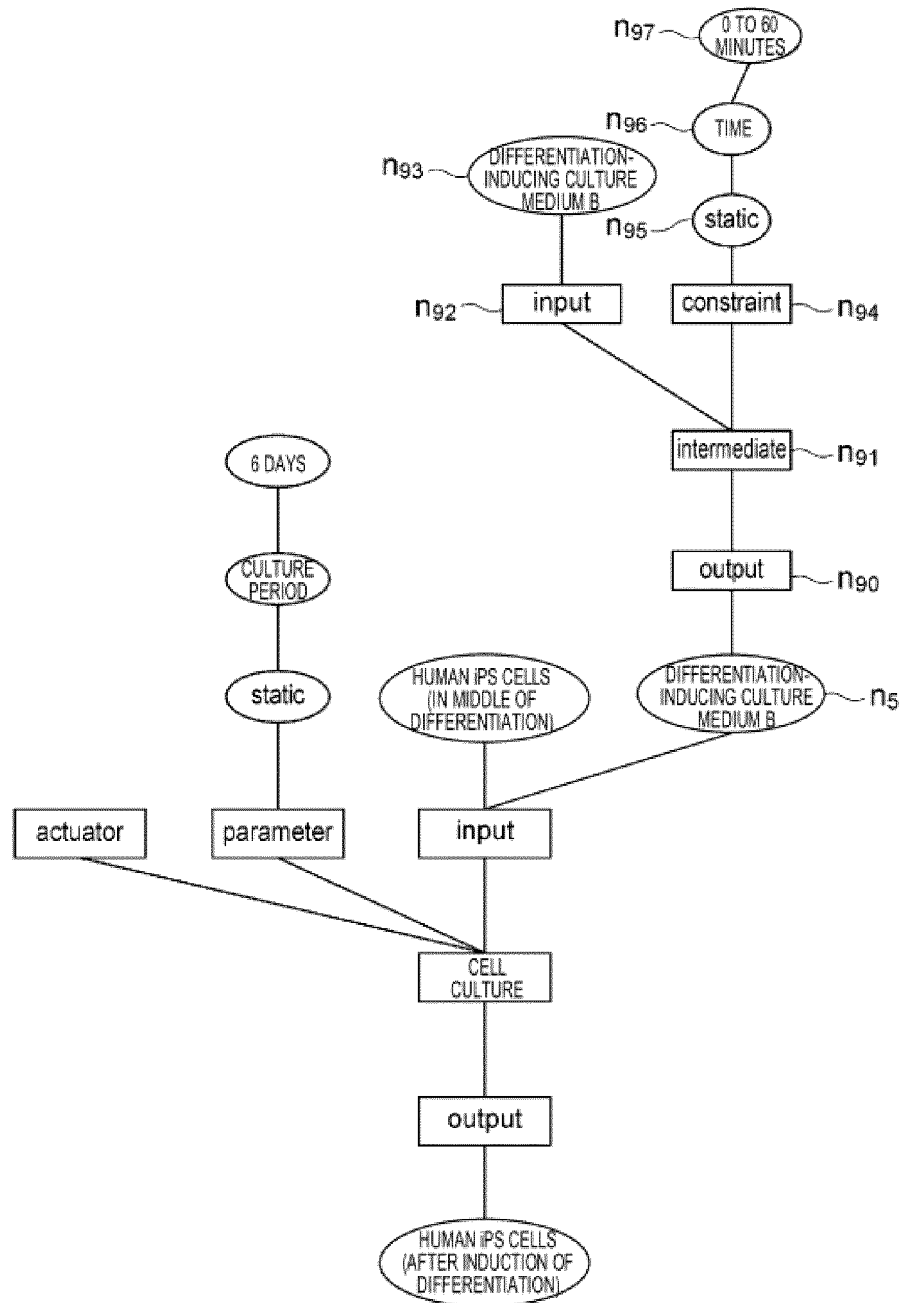 n97
0 TO 60
MINUTES
n96
TIME
n93
DIFFERENTIATION-
INDUCING CULTURE
MEDIUM B
n95
static
n92
input
constraint
n94
intermediate
n91
6 DAYS
output
n90
CULTURE
PERIOD
static
HUMAN iPS CELLS
(IN MIDDLE OF
DIFFERENTIATION)
DIFFERENTIATION-
INDUCING CULTURE
MEDIUM B
n5
actuator
parameter
input
CELL
CULTURE
output
HUMAN iPS CELLS
(AFTER INDUCTION OF
DIFFERENTIATION)